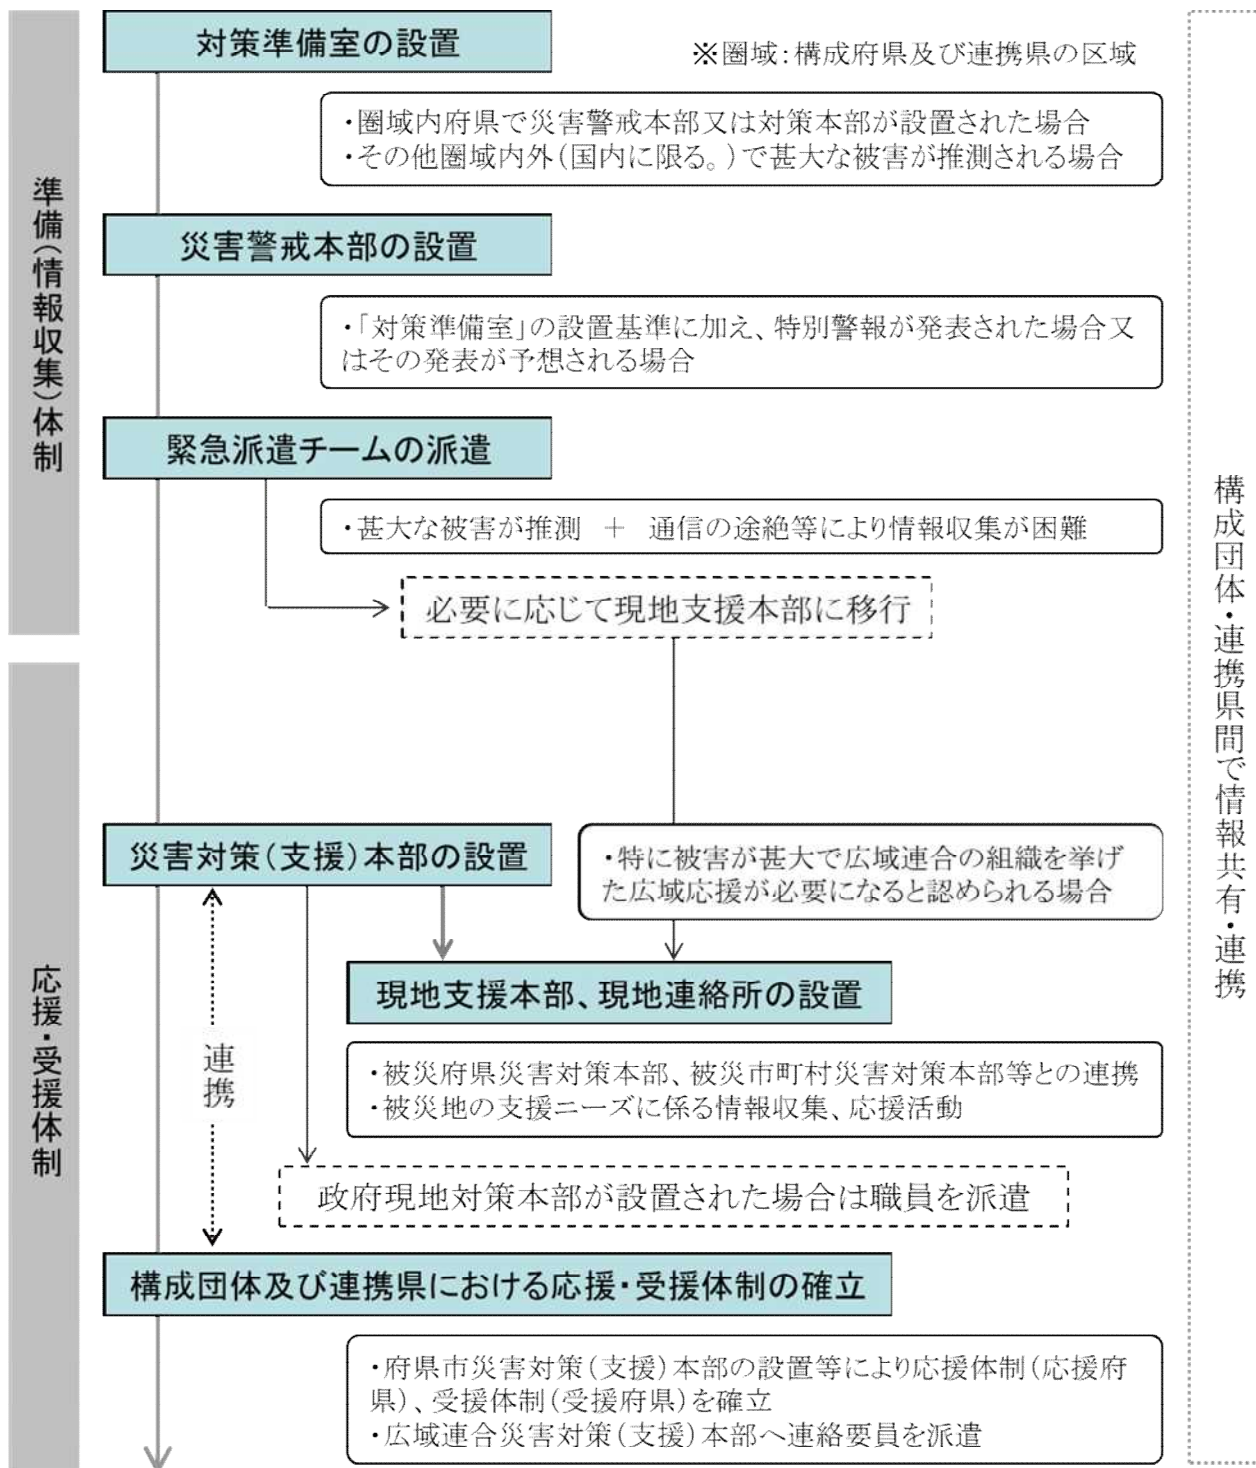 対策準備室の設置
※圏域:構成府県及び連携県の区域
・圏域内府県で災害警戒本部又は対策本部が設置された場合
・その他圏域内外(国内に限る。)で甚大な被害が推測される場合
準備(情報収集)体制
災害警戒本部の設置
・「対策準備室」の設置基準に加え、特別警報が発表された場合又
はその発表が予想される場合
緊急派遣チームの派遣
・甚大な被害が推測 + 通信の途絶等により情報収集が困難
必要に応じて現地支援本部に移行
構成団体・連携県間で情報共有・連携
応援・受援体制
災害対策(支援)本部の設置
・特に被害が甚大で広域連合の組織を挙げ
た広域応援が必要になると認められる場合
現地支援本部、現地連絡所の設置
連携
・被災府県災害対策本部、被災市町村災害対策本部等との連携
・被災地の支援ニーズに係る情報収集、応援活動
政府現地対策本部が設置された場合は職員を派遣
構成団体及び連携県における応援・受援体制の確立
・府県市災害対策(支援)本部の設置等により応援体制(応援府
県)、受援体制(受援府県)を確立
・広域連合災害対策(支援)本部へ連絡要員を派遣